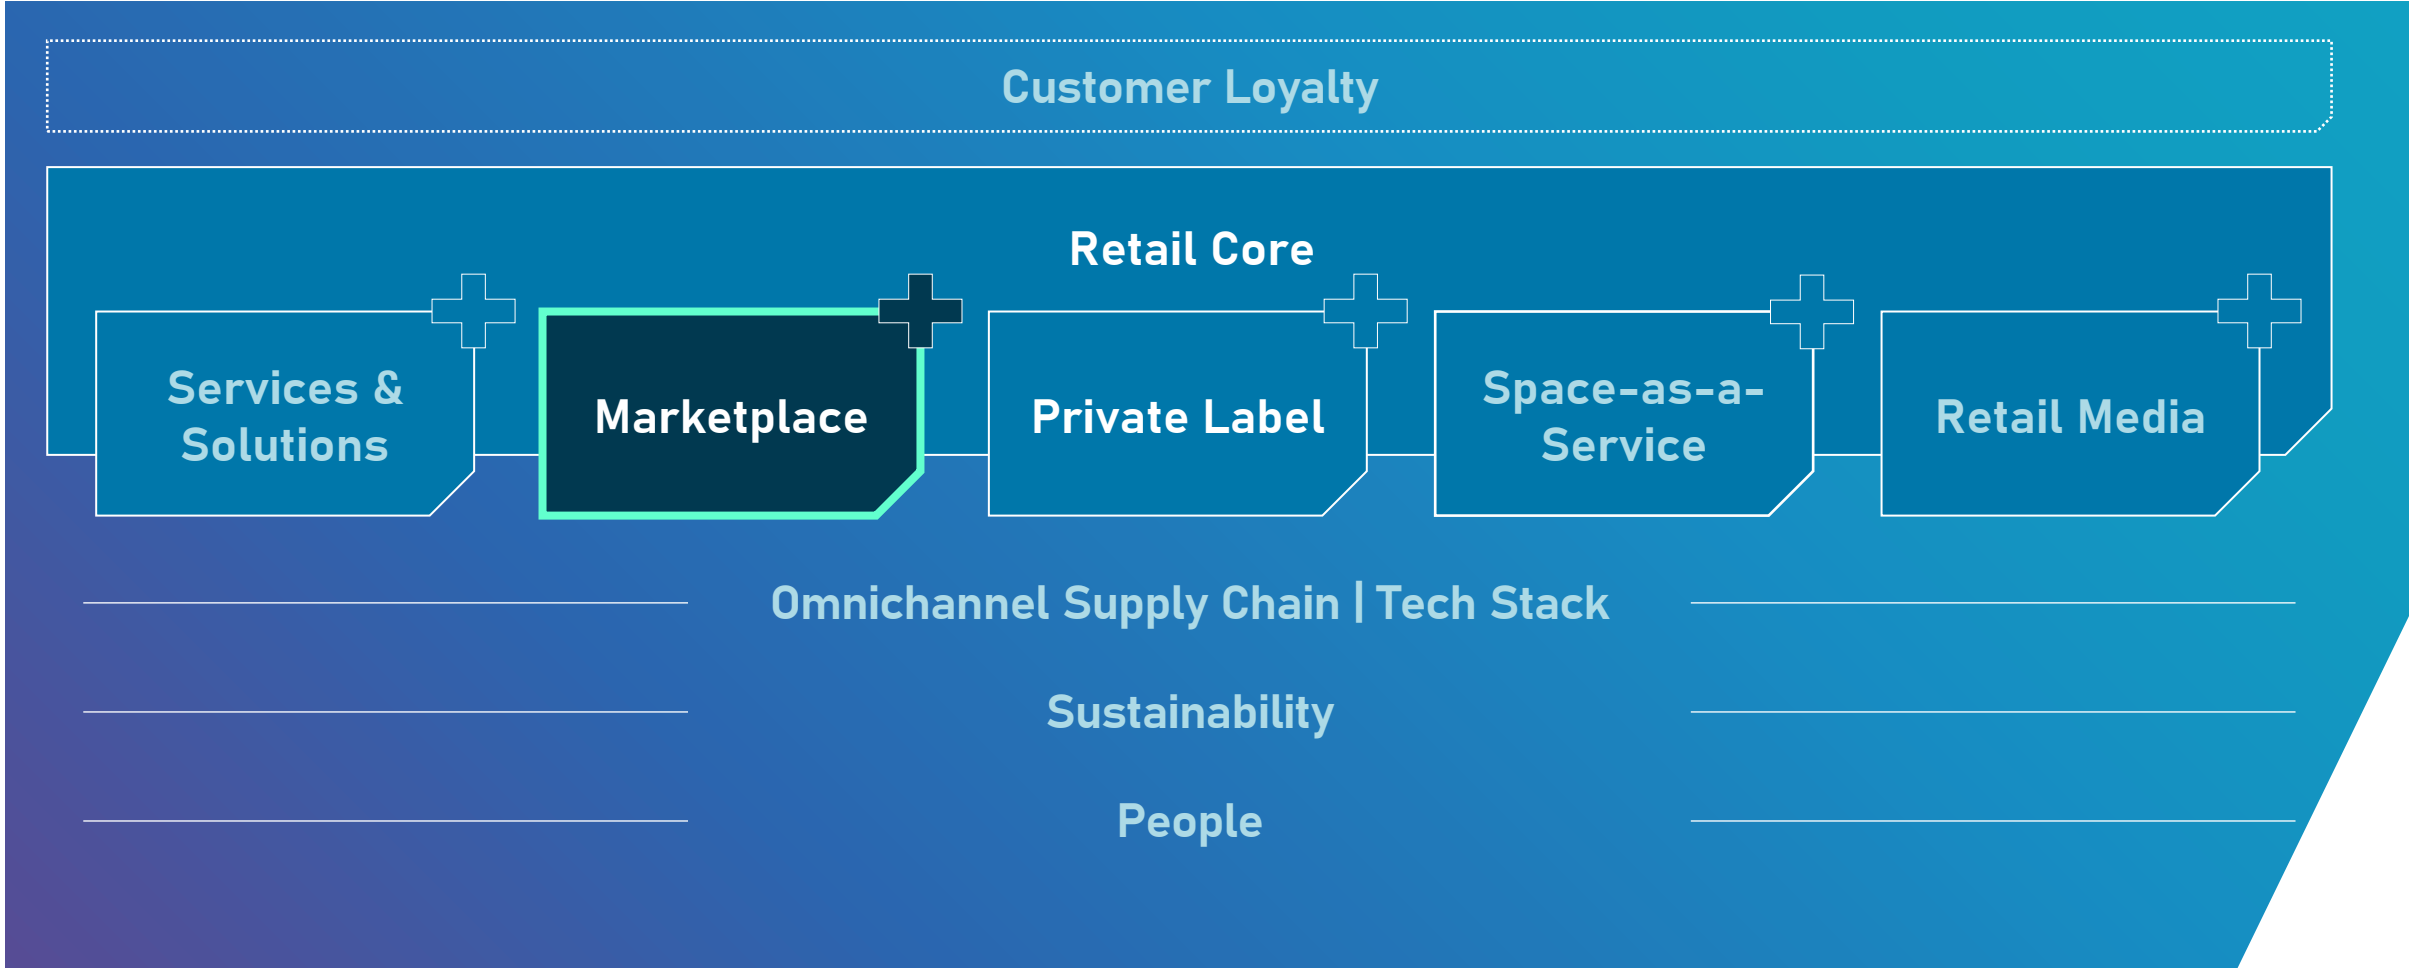 Customer Loyalty
Retail Core
Services &
Solutions
Marketplace
Private Label
Space-as-a-
Service
Retail Media
Omnichannel Supply Chain | Tech Stack
Sustainability
People